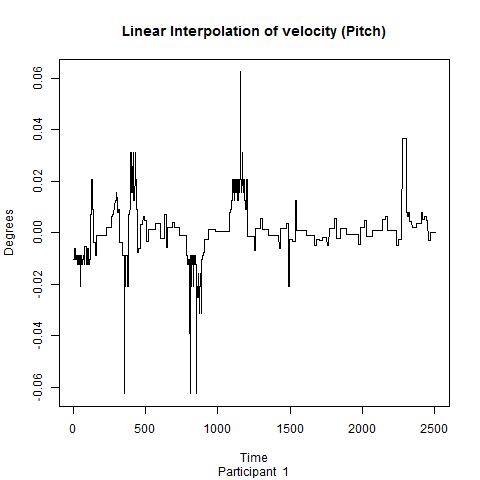 Linear Interpolation of velocity (Pitch)
Degrees
0.06
0.04
0.02
0.00
-0.02
-0.04
-0.06
0 500 1000 1500 2000 2500
Time
Participant 1